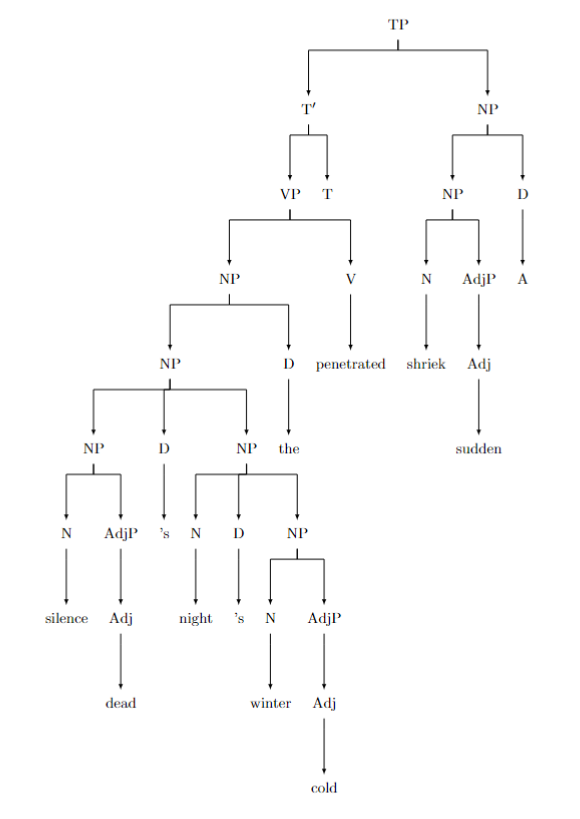 TP
T′ NP
VP T NP D
NP V N AdjP A
NP D penetrated shriek Adj
NP D NP the sudden
N AdjP 's N D NP
silence Adj night 's N AdjP
dead winter Adj
cold